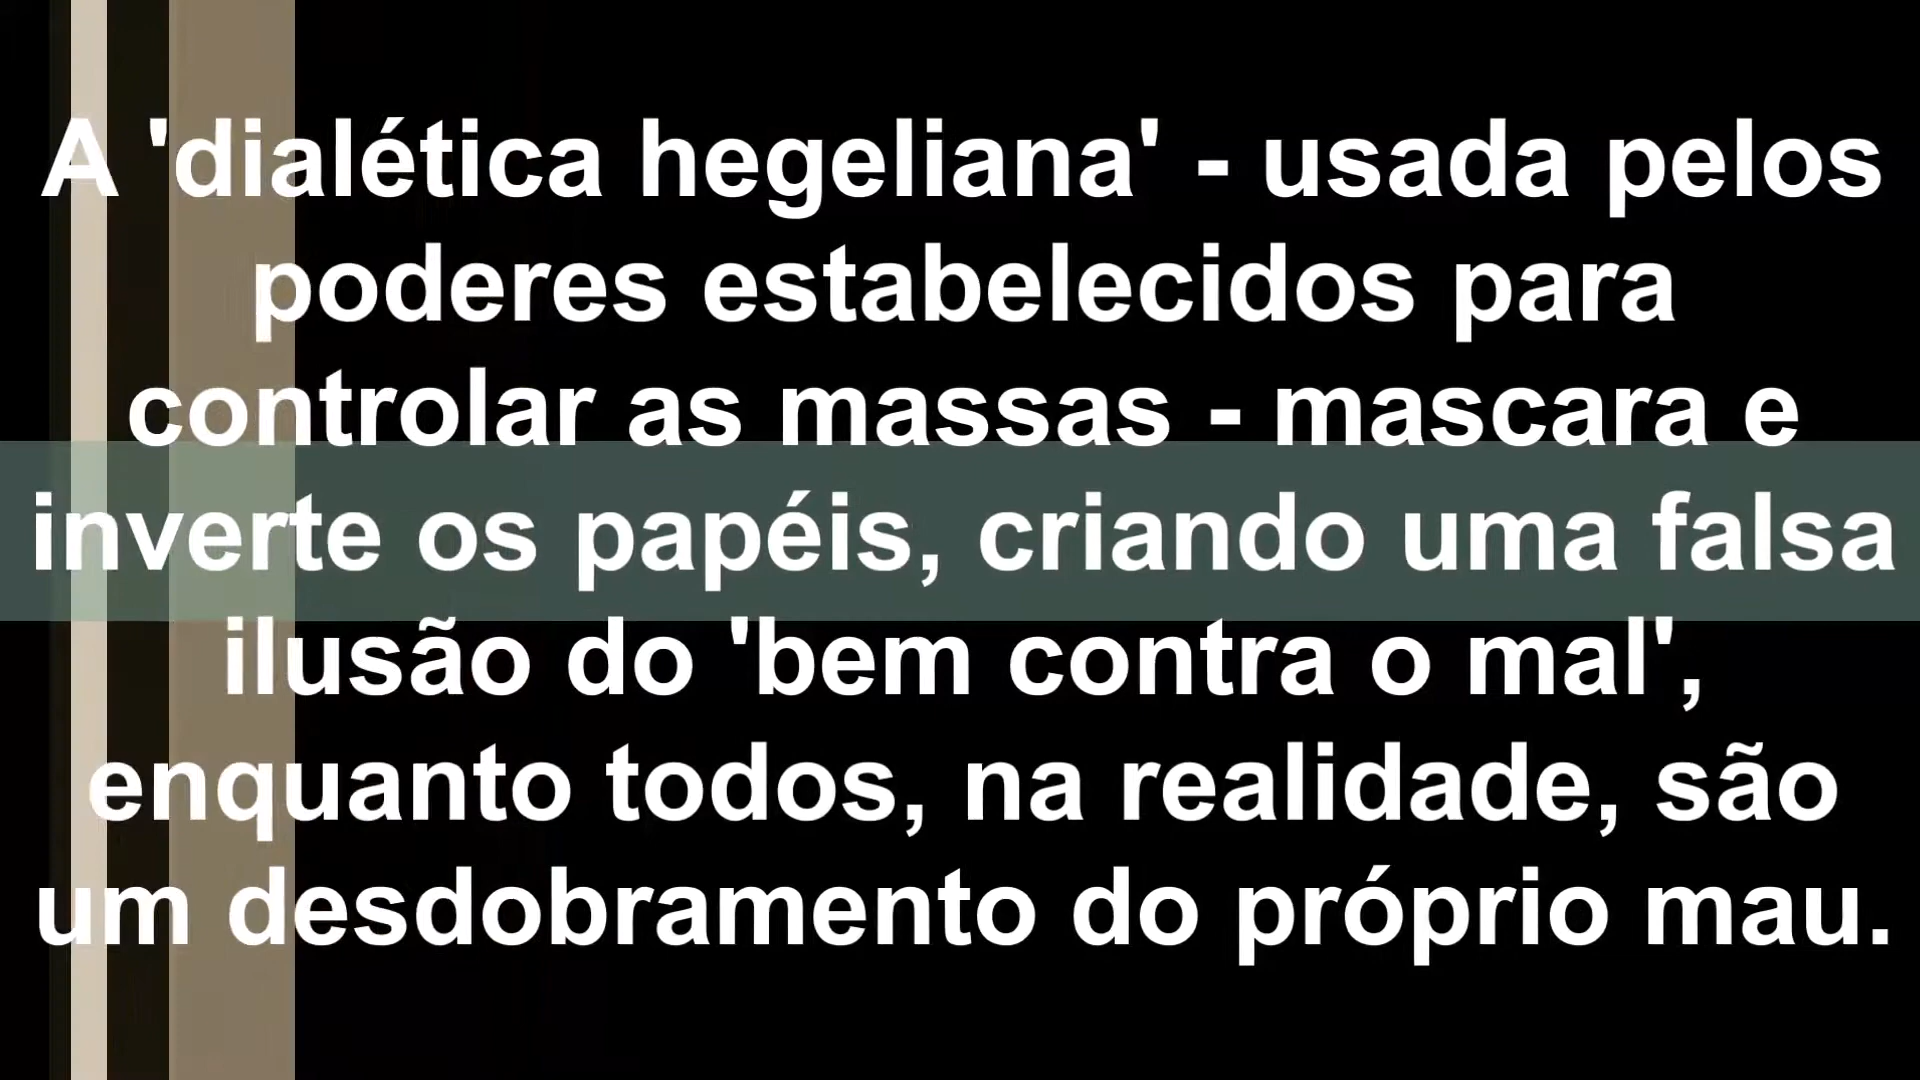 A 'dialética hegeliana' - usada pelos
poderes estabelecidos para
controlar as massas - mascara e
inverte os papéis, criando uma falsa
ilusão do 'bem contra o mal',
enquanto todos, na realidade, são
um desdobramento do próprio mau.